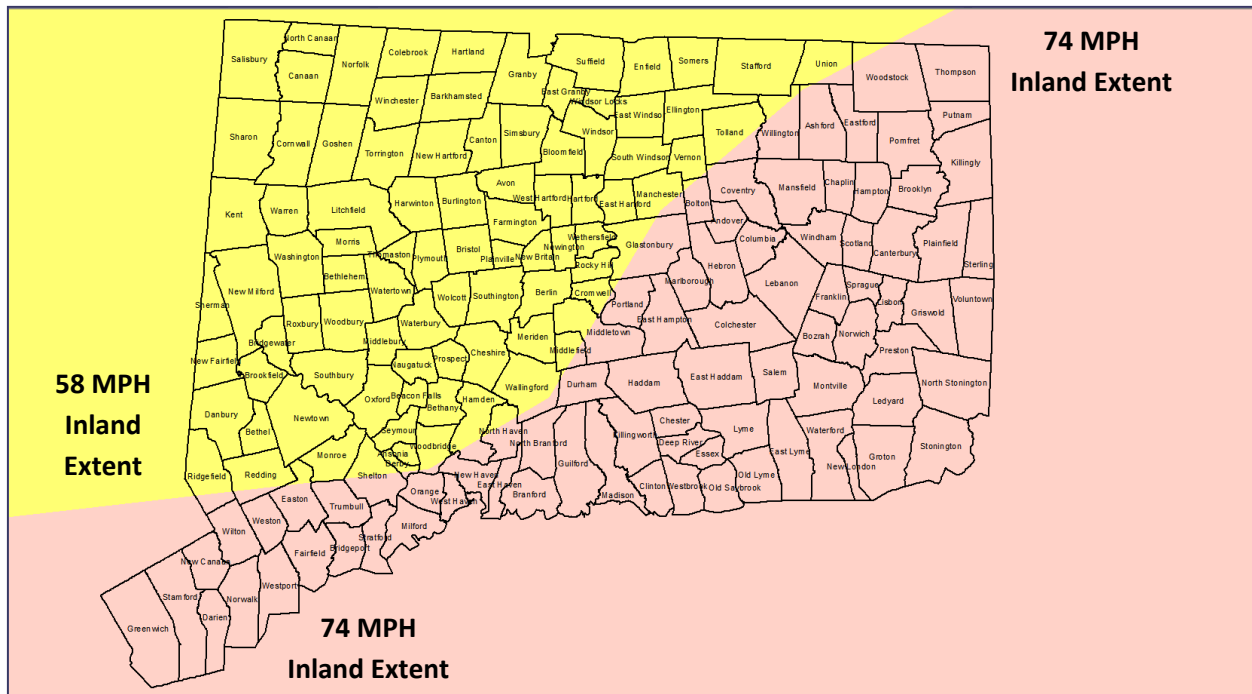 74 MPH
Inland Extent
58 MPH
Inland
Extent
74 MPH
Inland Extent
North Canaan
Colebrook
Hartland
Suffield
Enfield
Somers
Stafford
Union
Woodstock
Thompson
Salisbury
Canaan
Norfolk
Granby
East Granby
Winchester
Barkhamsted
Windsor Locks
East Windso
Ellington
Putnam
Sharon
Cornwall
Goshen
Torrington
New Hartford
Canton
Simsbury
Bloomfield
Windsor
South Windsor
Vernon
Tolland
Willington
Ashford
Eastford
Pomfret
Killingly
Kent
Warren
Litchfield
Harwinton
Burlington
Avon
West Hartford
Hartford
East Hartford
Manchester
Bolton
Coventry
Mansfield
Chaplin
Hampton
Brooklyn
Morris
Washington
Thomaston
Plymouth
Bristol
Farmington
Plainville
New Britain
Newington
Wethersfield
Rocky Hill
Glastonbury
Andover
Columbia
Windham
Scotland
Canterbury
Plainfield
Sterling
Sherman
New Milford
Bethlehem
Watertown
Wolcott
Southington
Berlin
Cromwell
Portland
Marlborough
Hebron
Lebanon
Franklin
Sprague
Lisbon
Griswold
Voluntown
Roxbury
Woodbury
Waterbury
Middlebury
Meriden
Middletown
Middlefield
East Hampton
Colchester
Bozrah
Norwich
Preston
New Fairfield
Bridgewater
Brookfield
Southbury
Naugatuck
Prospect
Cheshire
Wallingford
Durham
Haddam
East Haddam
Salem
Montville
North Stonington
Danbury
Bethel
Newtown
Oxford
Beacon Falls
Bethany
Hamden
Seymour
Woodbridge
North Haven
North Branford
Guilford
Killingworth
Chester
Deep River
Essex
Lyme
Ledyard
Waterford
East Lyme
New London
Groton
Stonington
Ridgefield
Redding
Monroe
Shelton
Ansonia
Derby
Orange
New Haven
West Haven
East Haven
Branford
Madison
Clinton
Westbrook
Old Saybrook
Old Lyme
Wilton
Weston
Easton
Trumbull
Stratford
Milford
Fairfield
Bridgeport
New Canaan
Norwalk
Westport
Greenwich
Stamford
Darien